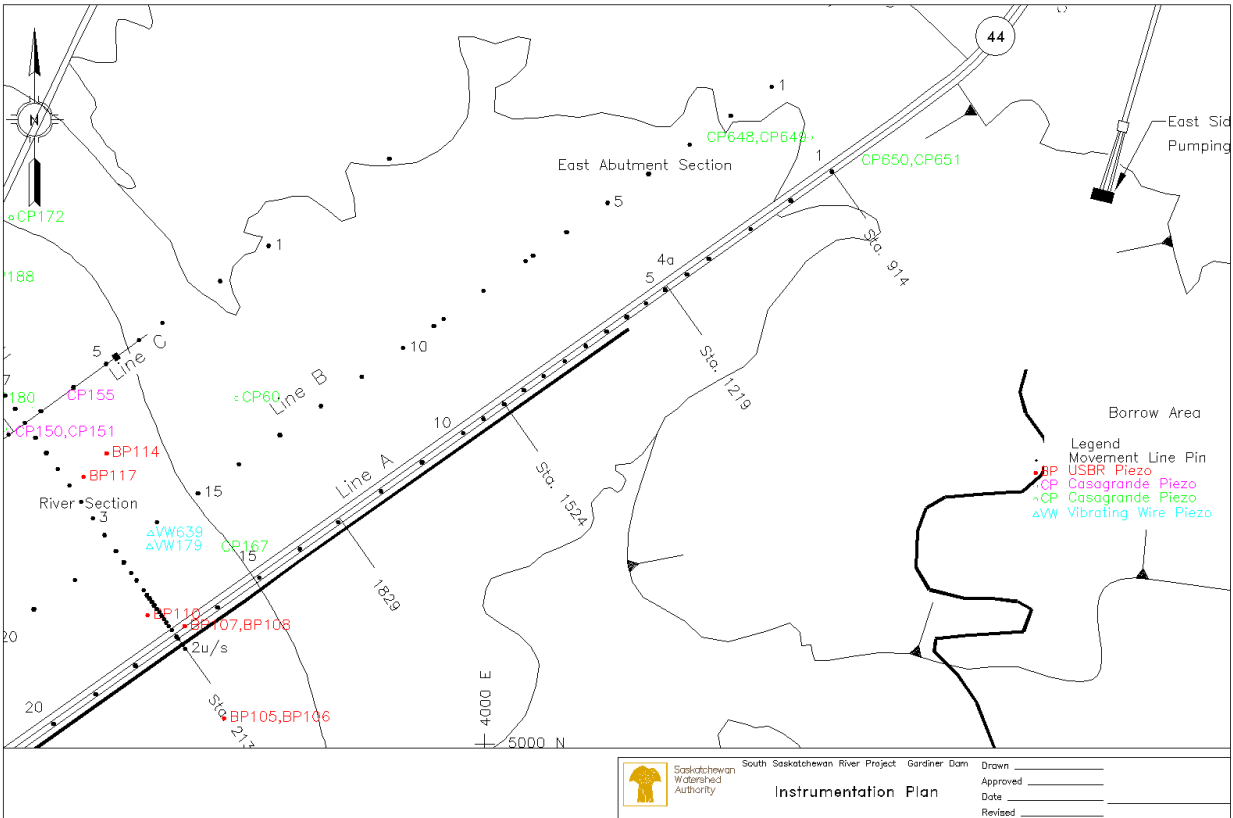 44
N
1
CP648,CP649
East Abutment Section
1
CP650,CP651
East Sid
Pumping
5
CP172
1
Sta. 914
4a
5
188
5
Line C
10
Sta. 1219
7
180
CP155
CP60
Line B
CP150,CP151
10
Borrow Area
BP114
BP117
Line A
Legend
Movement Line Pin
BP USBR Piezo
CP Casagrande Piezo
CP Casagrande Piezo
VW Vibrating Wire Piezo
River Section
3
15
Sta. 1524
VW639
VW179
CP167
15
1829
BP110
BP107,BP108
20
2u/s
20
Sta. 213
BP105,BP106
4000 E
5000 N
Saskatchewan
Watershed
Authority
South Saskatchewan River Project Gardiner Dam
Instrumentation Plan
Drawn
Approved
Date
Revised